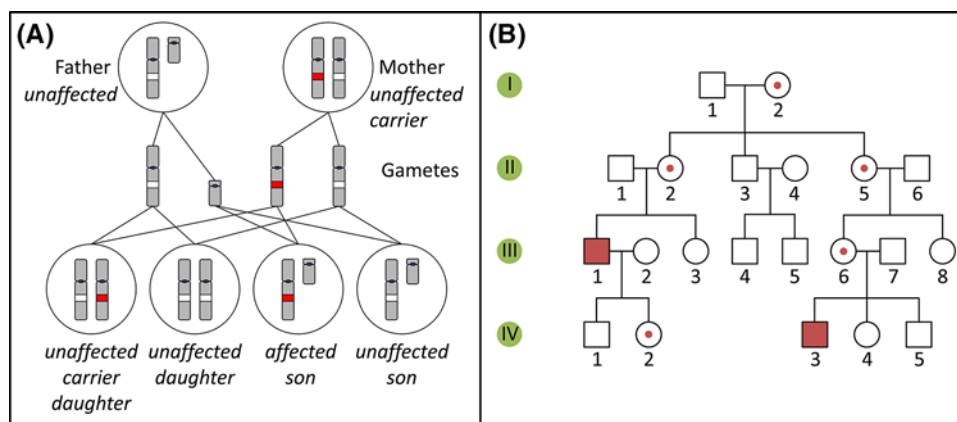 (A)
Father
unaffected
Mother
unaffected
carrier
Gametes
unaffected
carrier
daughter
unaffected
daughter
affected
son
unaffected
son
(B)
I
1 2
II
1 2 3 4 5 6
III
1 2 3 4 5 6 7 8
IV
1 2 3 4 5